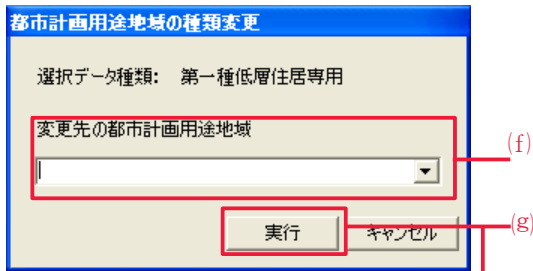 都市計画用途地域の種類変更
選択データ種類: 第一種低層住居専用
変更先の都市計画用途地域
(f)
実行 キャンセル (g)